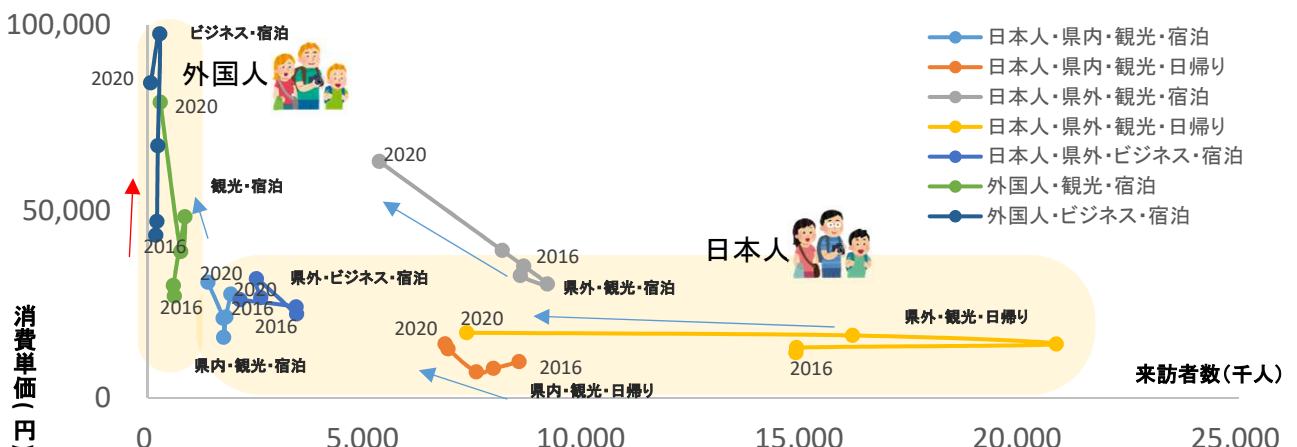 100,000
50,000
0
消費単価(円
0
5,000
10,000
15,000
20,000
25,000
来訪者数(千人)
ビジネス・宿泊
2020
外国人
2020
観光・宿泊
2016
2016
2020
県外・ビジネス・宿泊
2020
2016
2016
県内・観光・宿泊
2020
2016
県外・観光・宿泊
日本人
2020
県外・観光・日帰り
2016
2020
2016
県内・観光・日帰り
日本人・県内・観光・宿泊
日本人・県内・観光・日帰り
日本人・県外・観光・宿泊
日本人・県外・観光・日帰り
日本人・県外・ビジネス・宿泊
外国人・観光・宿泊
外国人・ビジネス・宿泊